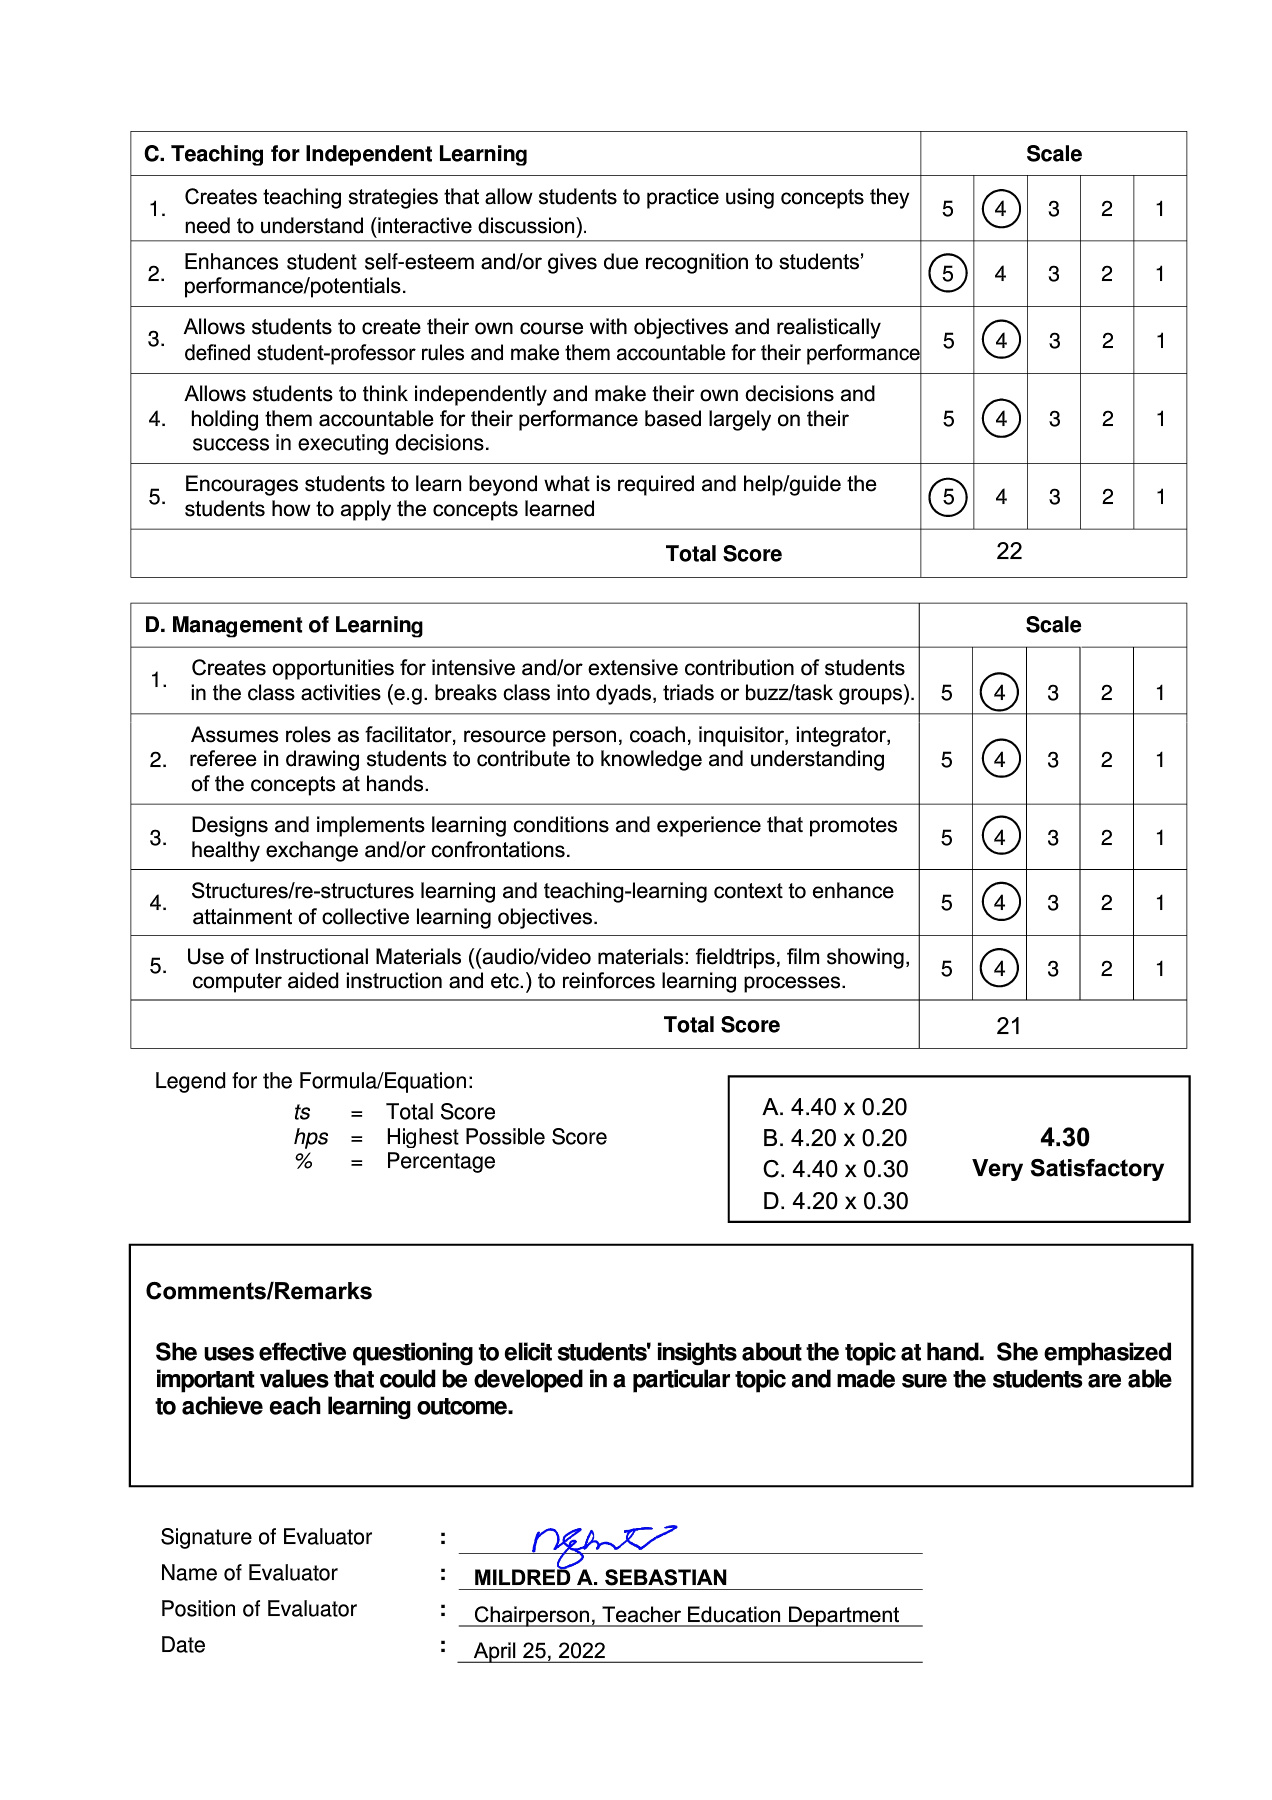 C. Teaching for Independent Learning Scale
1. Creates teaching strategies that allow students to practice using concepts they
need to understand (interactive discussion). 5 4 3 2 1
2. Enhances student self-esteem and/or gives due recognition to students’
performance/potentials. 5 4 3 2 1
3. Allows students to create their own course with objectives and realistically
defined student-professor rules and make them accountable for their performance 5 4 3 2 1
4. Allows students to think independently and make their own decisions and
holding them accountable for their performance based largely on their 5 4 3 2 1
success in executing decisions.
5. Encourages students to learn beyond what is required and help/guide the
students how to apply the concepts learned 5 4 3 2 1
Total Score 22
D. Management of Learning Scale
1. Creates opportunities for intensive and/or extensive contribution of students
in the class activities (e.g. breaks class into dyads, triads or buzz/task groups). 5 4 3 2 1
Assumes roles as facilitator, resource person, coach, inquisitor, integrator,
2. referee in drawing students to contribute to knowledge and understanding 5 4 3 2 1
of the concepts at hands.
3. Designs and implements learning conditions and experience that promotes
healthy exchange and/or confrontations. 5 4 3 2 1
4. Structures/re-structures learning and teaching-learning context to enhance
attainment of collective learning objectives. 5 4 3 2 1
5. Use of Instructional Materials ((audio/video materials: fieldtrips, film showing,
computer aided instruction and etc.) to reinforces learning processes. 5 4 3 2 1
Total Score 21
Legend for the Formula/Equation:
ts = Total Score
hps = Highest Possible Score
% = Percentage
A. 4.40 x 0.20
B. 4.20 x 0.20
C. 4.40 x 0.30
D. 4.20 x 0.30
4.30
Very Satisfactory
Comments/Remarks
She uses effective questioning to elicit students' insights about the topic at hand. She emphasized
important values that could be developed in a particular topic and made sure the students are able
to achieve each learning outcome.
Signature of Evaluator :
Name of Evaluator : MILDRED A. SEBASTIAN
Position of Evaluator : Chairperson, Teacher Education Department
Date : April 25, 2022